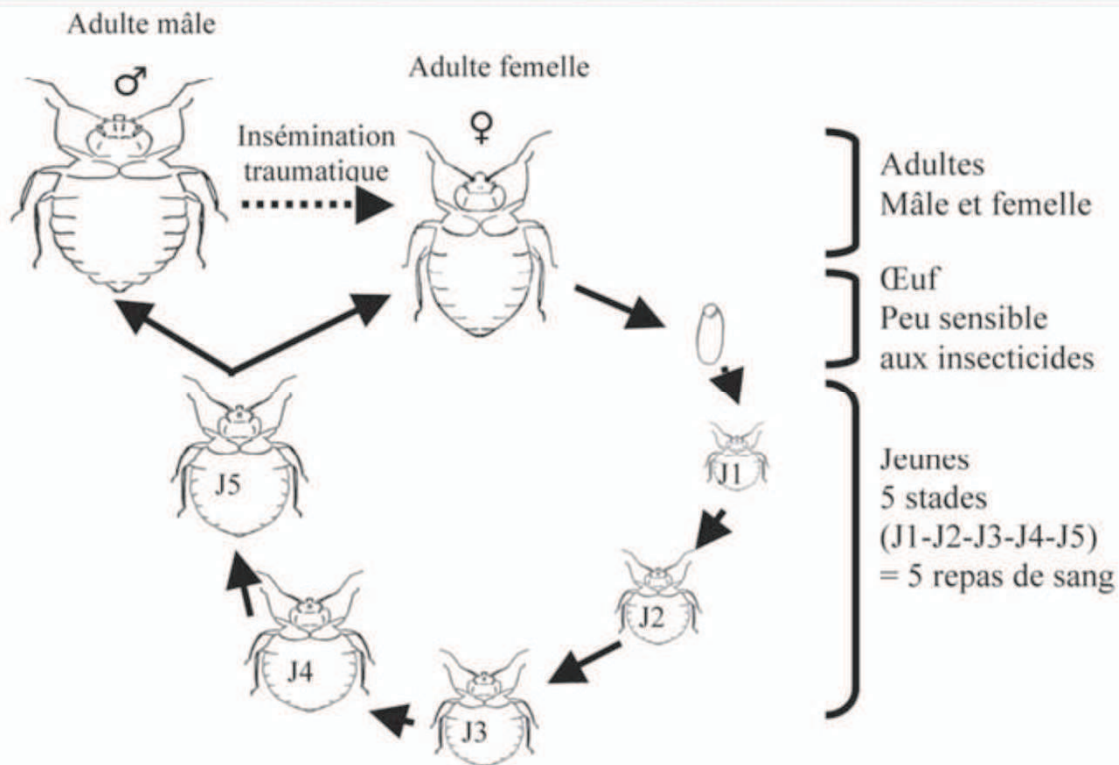 Adulte mâle
♂
Adulte femelle
♀
Insémination
traumatique
Adultes
Mâle et femelle
Œuf
Peu sensible
aux insecticides
J1
J2
J3
J4
J5
Jeunes
5 stades
(J1-J2-J3-J4-J5)
= 5 repas de sang